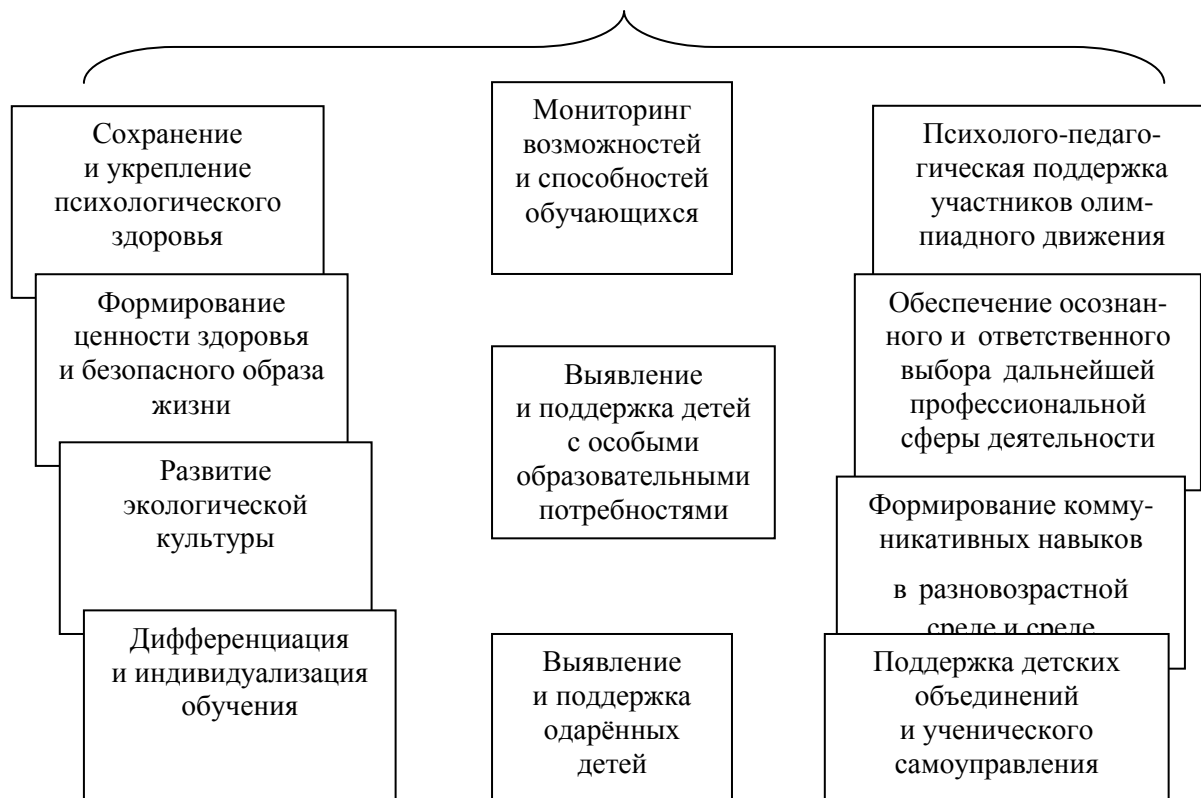 Сохранение
и укрепление
психологического
здоровья
Формирование
ценности здоровья
и безопасного образа
жизни
Развитие
экологической
культуры
Дифференциация
и индивидуализация
обучения
Мониторинг
возможностей
и способностей
обучающихся
Выявление
и поддержка детей
с особыми
образовательными
потребностями
Выявление
и поддержка
одарённых
детей
Психолого-педаго-
гическая поддержка
участников олим-
пиадного движения
Обеспечение осознан-
ного и ответственного
выбора дальнейшей
профессиональной
сферы деятельности
Формирование комму-
никативных навыков
в разновозрастной
среде и среде
Поддержка детских
объединений
и ученического
самоуправления